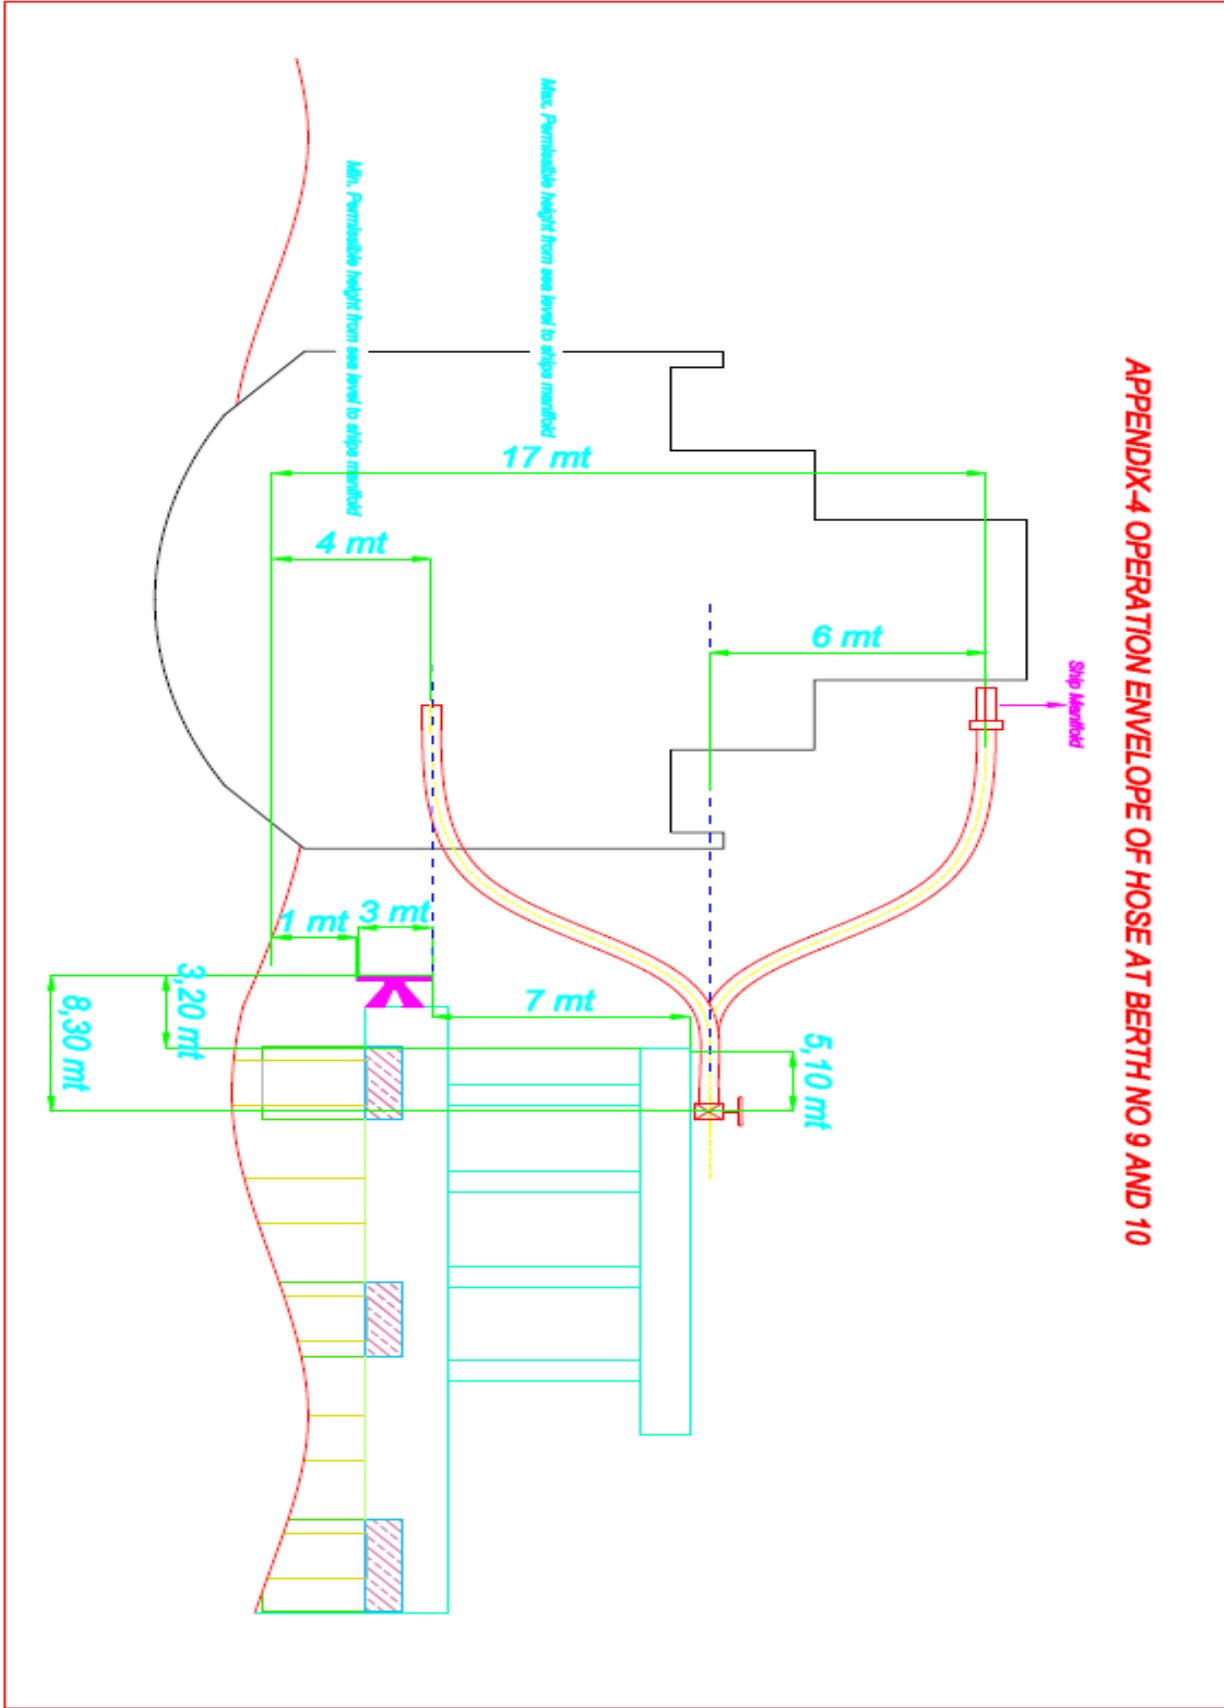 APPENDIX-4 OPERATION ENVELOPE OF HOSE AT BERTH NO 9 AND 10
Ship Manifold
Max. Permissible height from sea level to ships manifold
Min. Permissible height from sea level to ships manifold
17 mt
4 mt
6 mt
1 mt
3 mt
7 mt
5,10 mt
3,20 mt
8,30 mt